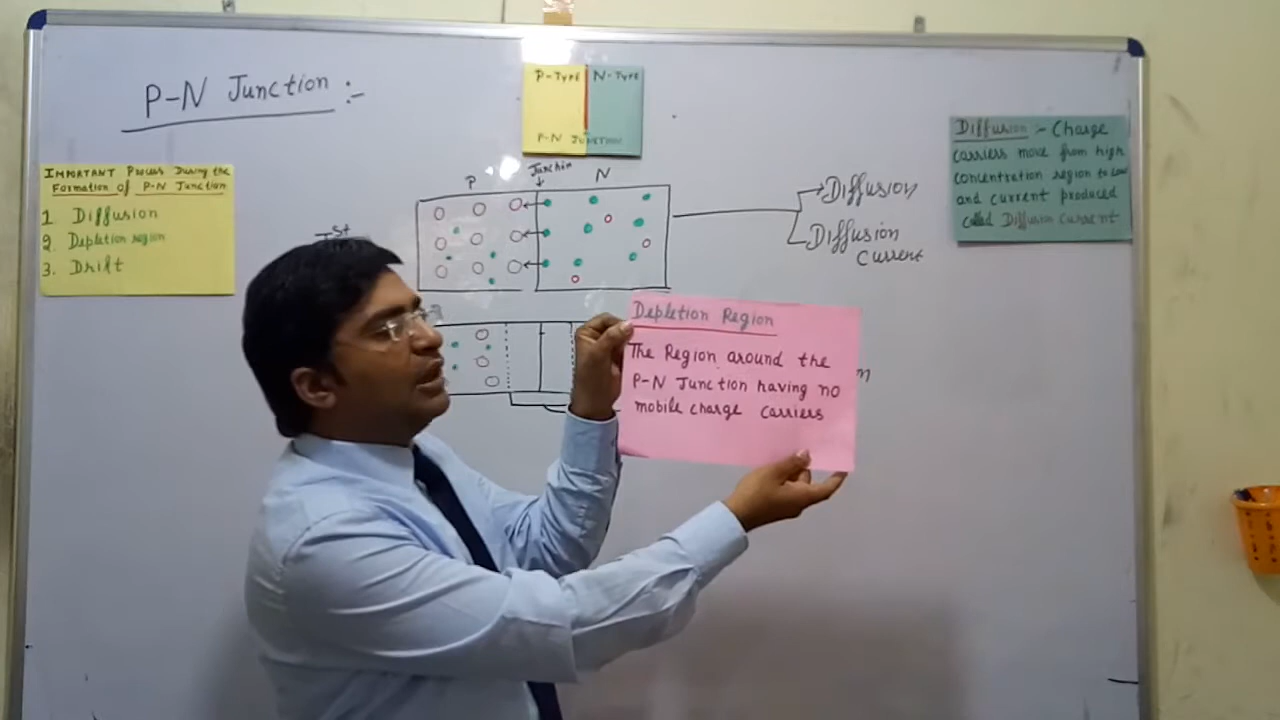 P-N Junction :-
P-TYPE N-TYPE
P-N JUNCTION
IMPORTANT Process During the
Formation of P-N Junction
1. Diffusion
2. Depletion region
3. Drift
Ist
P
Junction
N
Diffusion
Diffusion
Current
Diffusion :- Charge
carriers move from high
concentration region to low
and current produced
called Diffusion current
Depletion Region
The Region around the
P-N Junction having no
mobile charge carriers